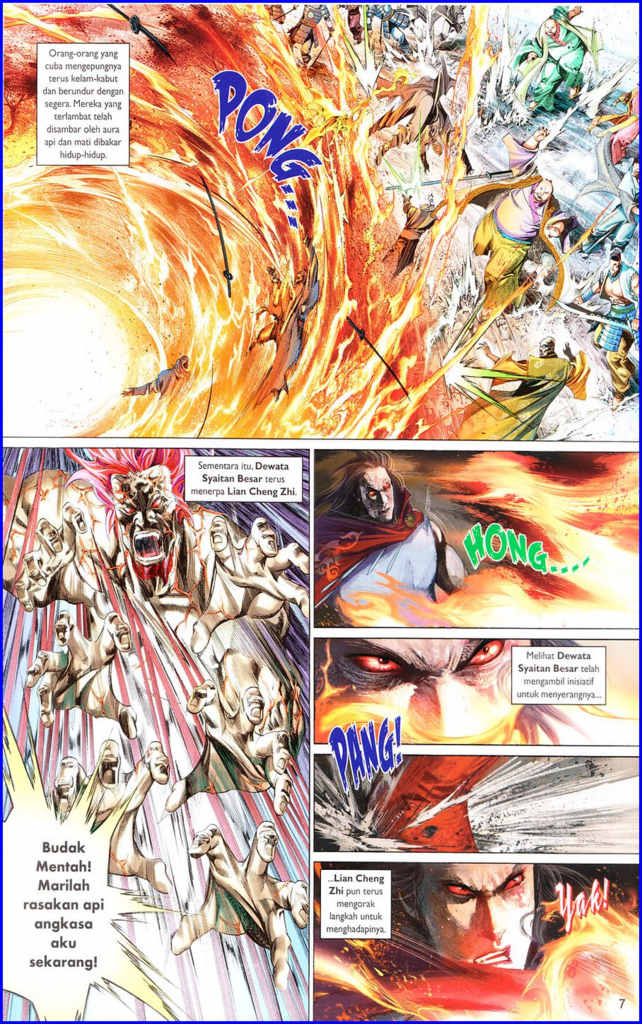 Orang-orang yang
cuba mengepungnya
terus kelam-kabut
dan berundur dengan
segera. Mereka yang
terlambat telah
disambar oleh aura
api dan mati dibakar
hidup-hidup.
PONG....
Sementara itu, Dewata
Syaitan Besar terus
menerpa Lian Cheng Zhi.
Budak
Mentah!
Marilah
rasakan api
angkasa
aku
sekarang!
HONG....
Melihat Dewata
Syaitan Besar telah
mengambil inisiatif
untuk menyerangnya...
PANG!
...Lian Cheng
Zhi pun terus
mengorak
langkah untuk
menghadapinya.
Yak!
7